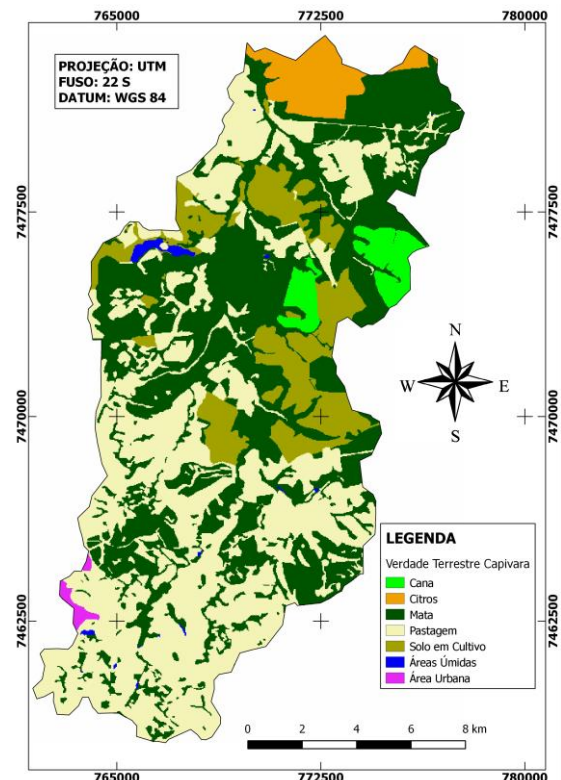 765000 772500 780000
PROJEÇÃO: UTM
FUSO: 22 S
DATUM: WGS 84
7477500 7477500
N
W E
S
7470000 7470000
LEGENDA
Verdade Terrestre Capivara
Cana
Citros
Mata
Pastagem
Solo em Cultivo
Áreas Úmidas
Área Urbana
7462500 7462500
0 2 4 6 8 km
765000 772500 780000